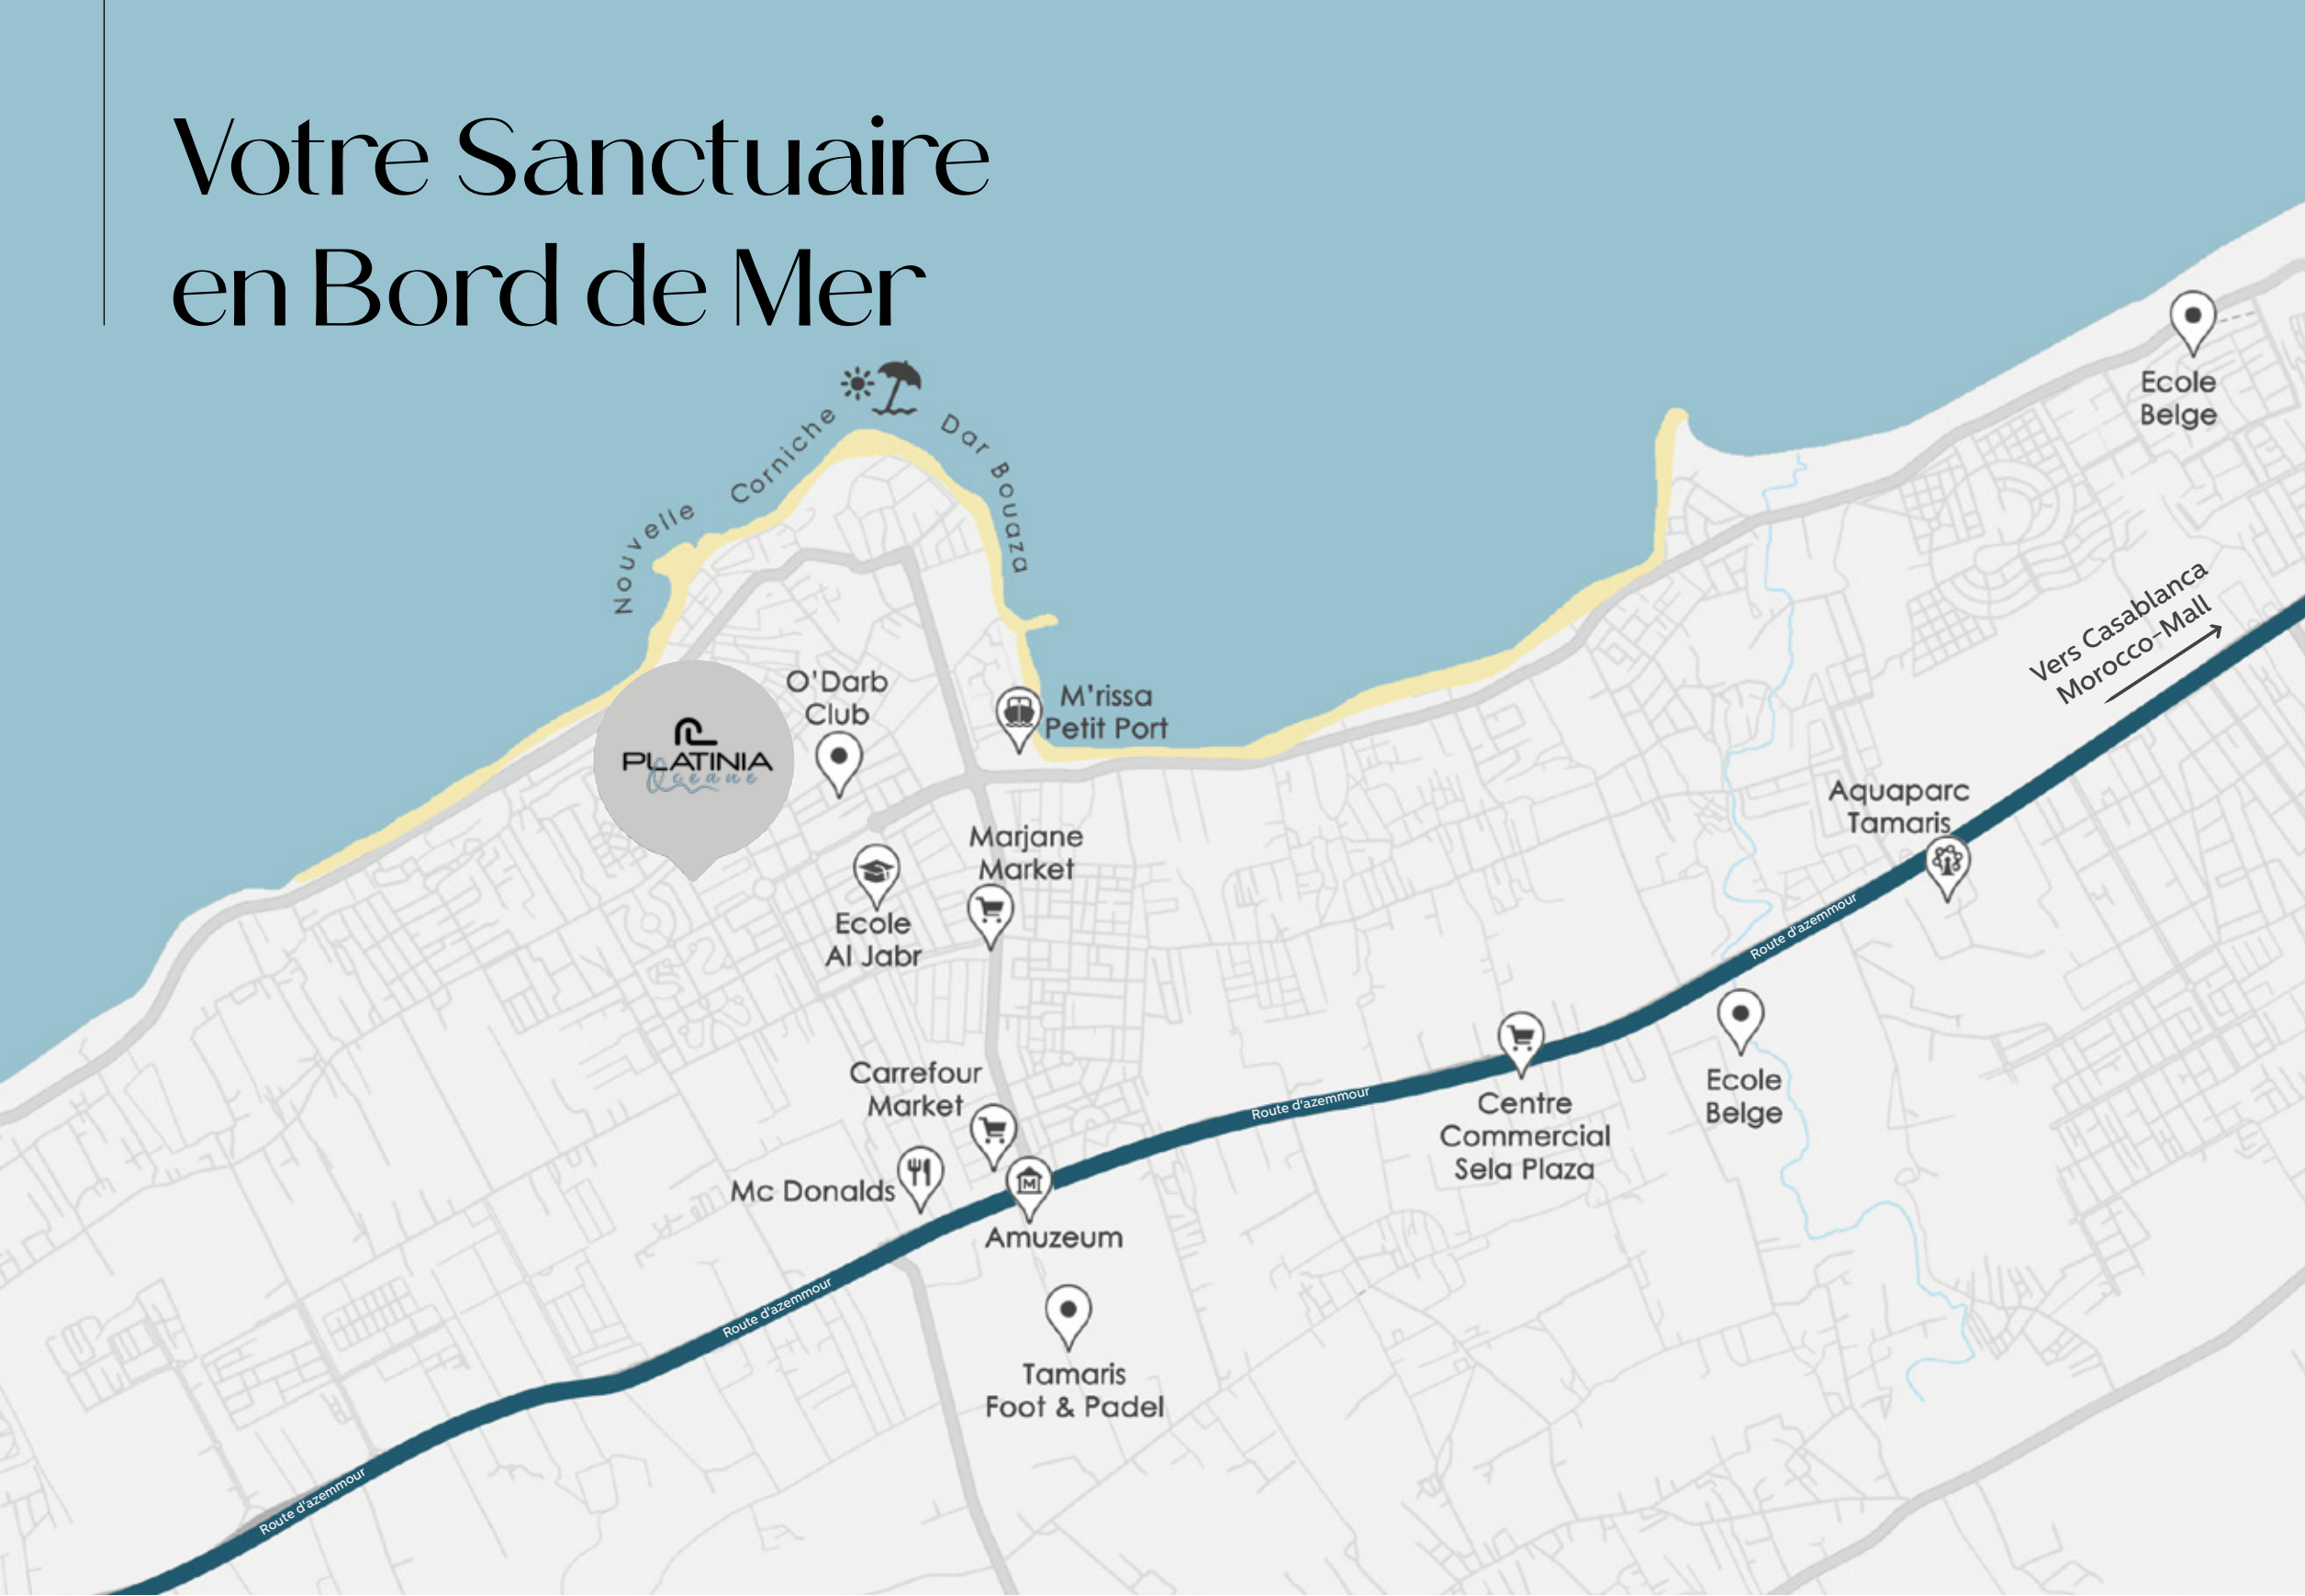 Votre Sanctuaire
en Bord de Mer
Nouvelle Corniche Dar Bouaza
Ecole
Belge
Vers Casablanca
Morocco-Mall
O'Darb
Club
M'rissa
Petit Port
PLATINIA
Océane
Aquaparc
Tamaris
Marjane
Market
Ecole
Al Jabr
Route d'azemmour
Ecole
Belge
Carrefour
Market
Centre
Commercial
Sela Plaza
Route d'azemmour
Mc Donalds
M
Amuzeum
Route d'azemmour
Tamaris
Foot & Padel
Route d'azemmour